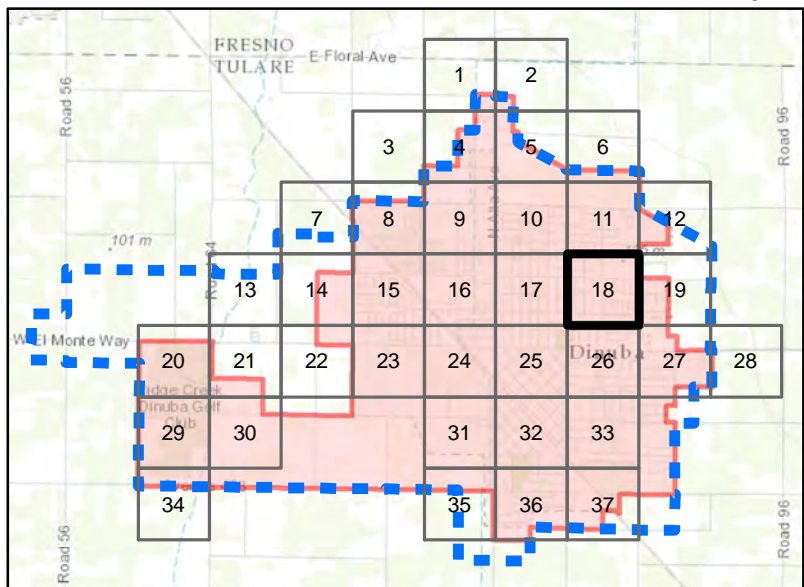 FRESNO
TULARE
E-Floral-Ave
Road 56
Road 96
1 2
3 4 5 6
N Alta Ave
7 8 9 10 11 12
101 m
13 14 15 16 17 18 19
W El Monte Way
20 21 22 23 24 25 26 27 28
Dinuba
Ridge Creek
Dinuba Golf
Club
29 30 31 32 33
34 35 36 37
Road 56
Road 96